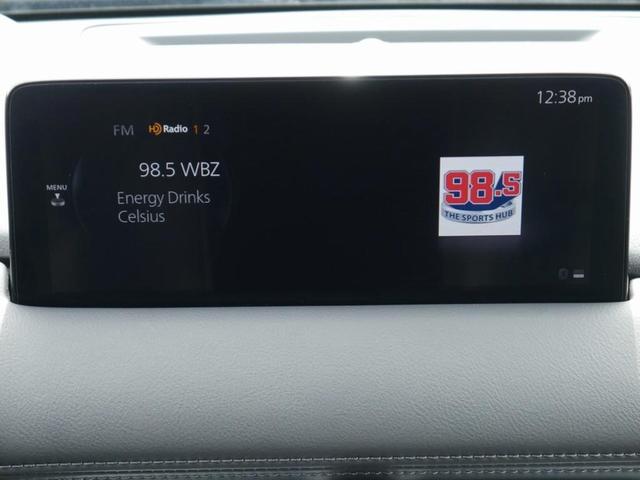 12:38pm
FM HD Radio 1 2
98.5 WBZ
MENU
Energy Drinks
Celsius
98.5
THE SPORTS HUB